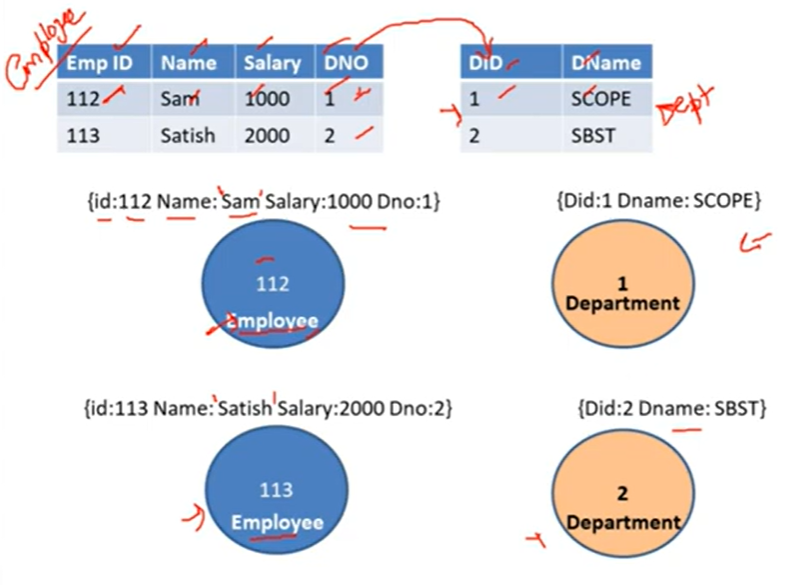 Employee
Emp ID Name Salary DNO
112 Sam 1000 1
113 Satish 2000 2
DID DName
1 SCOPE
2 SBST
Dept
{id:112 Name: 'Sam' Salary:1000 Dno:1}
{Did:1 Dname: SCOPE}
112
Employee
1
Department
{id:113 Name: 'Satish' Salary:2000 Dno:2}
{Did:2 Dname: SBST}
113
Employee
2
Department